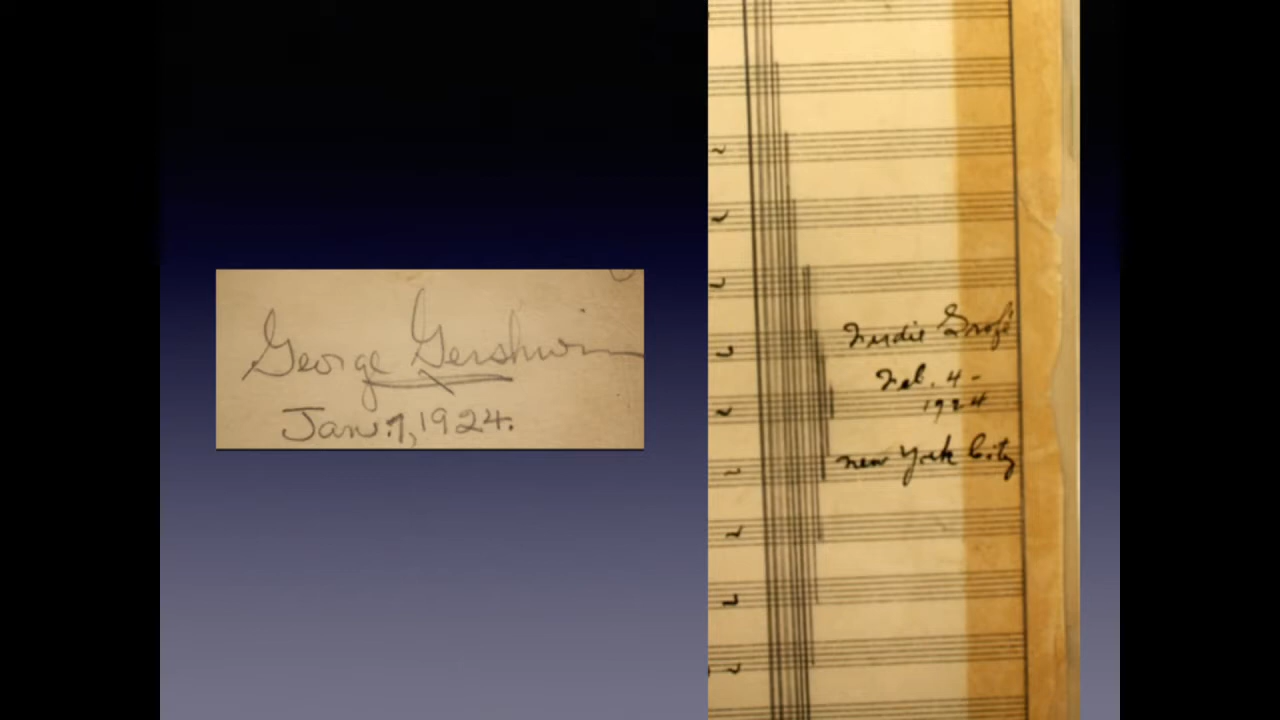 George Gershwin
Jan. 7, 1924.
Ferdie Grofé
Feb. 4 -
1924
New York City